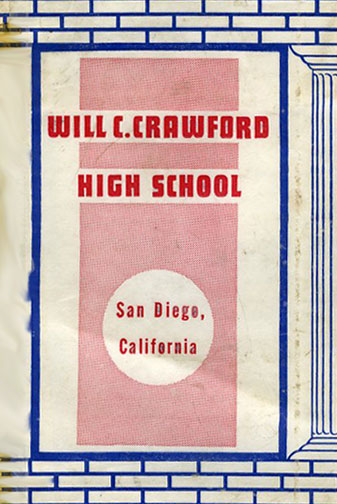 WILL C. CRAWFORD
HIGH SCHOOL
San Diego,
California